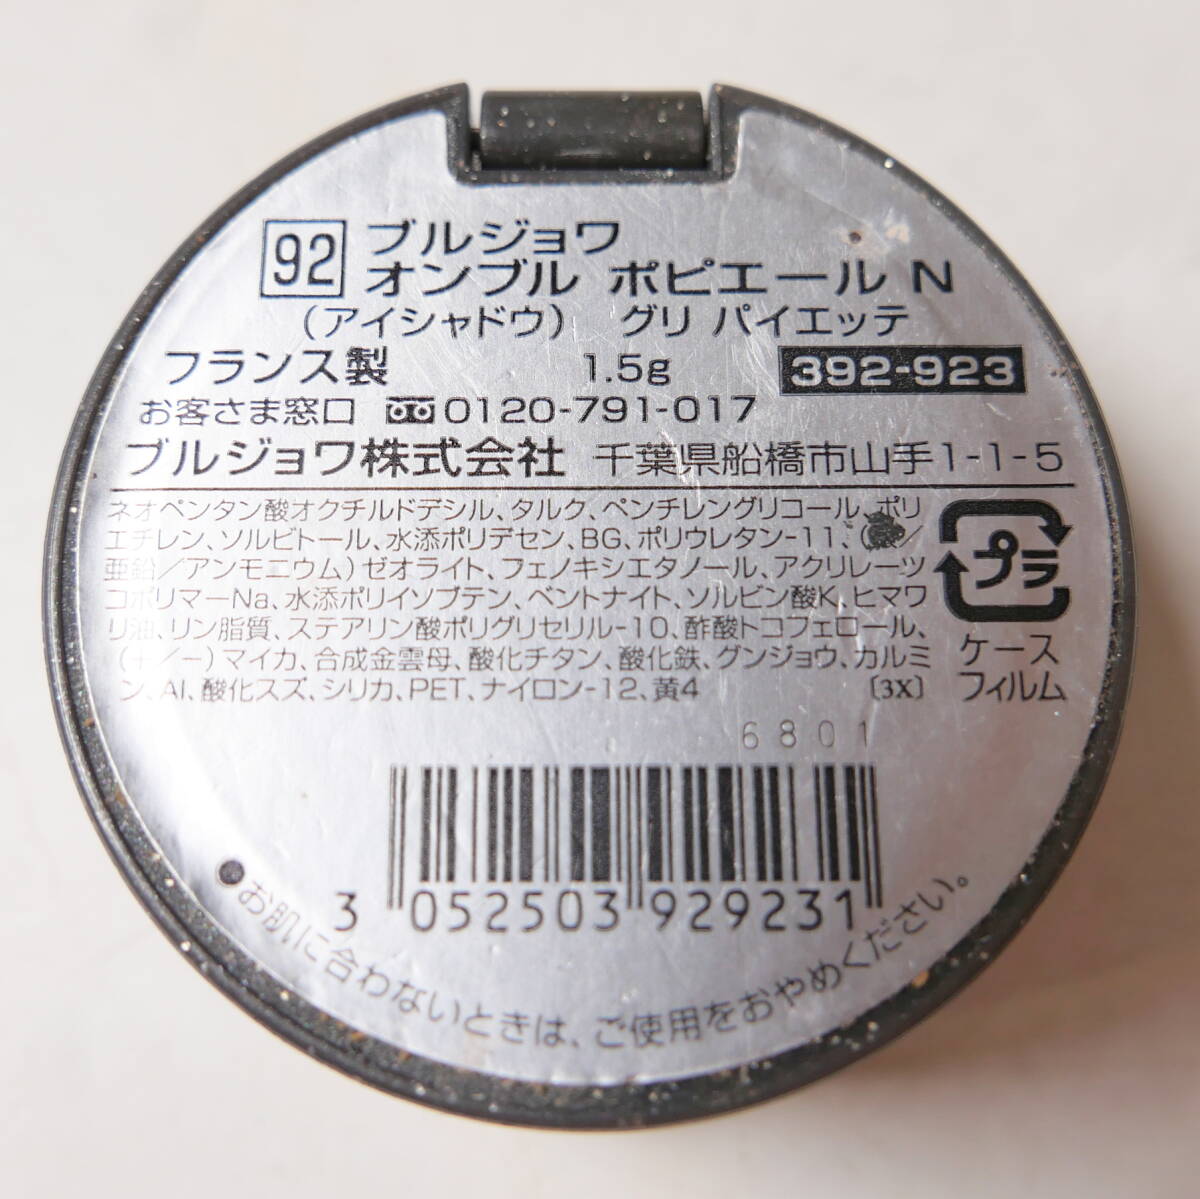 92 ブルジョワ
オンブル ポピエール N
(アイシャドウ) グリ パイエッテ
フランス製 1.5g 392-923
お客さま窓口 0120-791-017
ブルジョワ株式会社 千葉県船橋市山手1-1-5
ネオペンタン酸オクチルドデシル、タルク、ペンチレングリコール、ポリ
エチレン、ソルビトール、水添ポリデセン、BG、ポリウレタン-11、(／
亜鉛／アンモニウム)ゼオライト、フェノキシエタノール、アクリレーツ
コポリマーNa、水添ポリイソブテン、ベントナイト、ソルビン酸K、ヒマワ
リ油、リン脂質、ステアリン酸ポリグリセリル-10、酢酸トコフェロール、
(＋／－)マイカ、合成金雲母、酸化チタン、酸化鉄、グンジョウ、カルミ
ン、Al、酸化スズ、シリカ、PET、ナイロン-12、黄4 〔3X〕
プラ
ケース
フィルム
6801
3 052503 929231
●お肌に合わないときは、ご使用をおやめください。